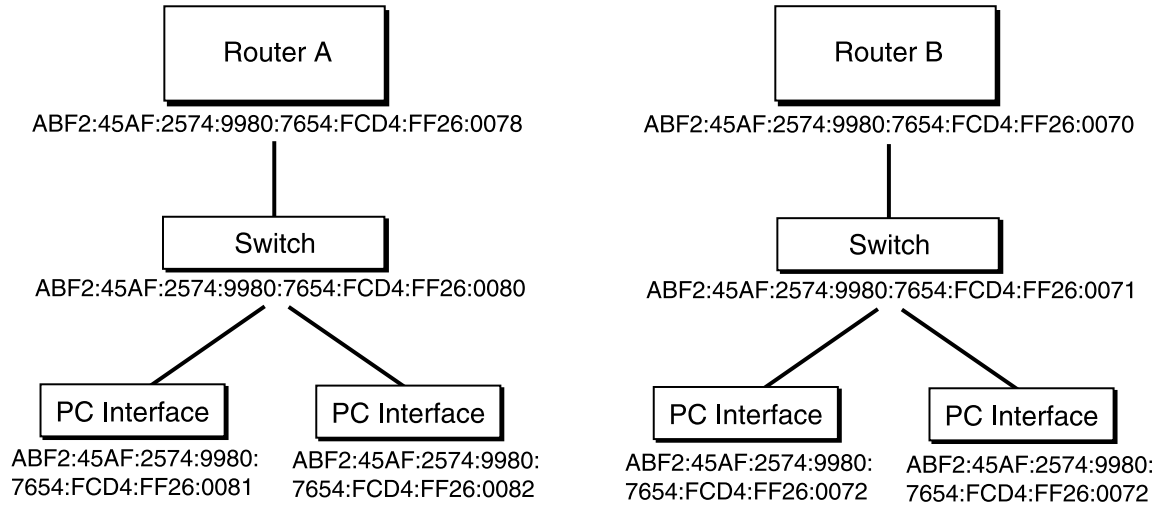 Router A
ABF2:45AF:2574:9980:7654:FCD4:FF26:0078
Switch
ABF2:45AF:2574:9980:7654:FCD4:FF26:0080
PC Interface
ABF2:45AF:2574:9980:
7654:FCD4:FF26:0081
PC Interface
ABF2:45AF:2574:9980:
7654:FCD4:FF26:0082
Router B
ABF2:45AF:2574:9980:7654:FCD4:FF26:0070
Switch
ABF2:45AF:2574:9980:7654:FCD4:FF26:0071
PC Interface
ABF2:45AF:2574:9980:
7654:FCD4:FF26:0072
PC Interface
ABF2:45AF:2574:9980:
7654:FCD4:FF26:0072